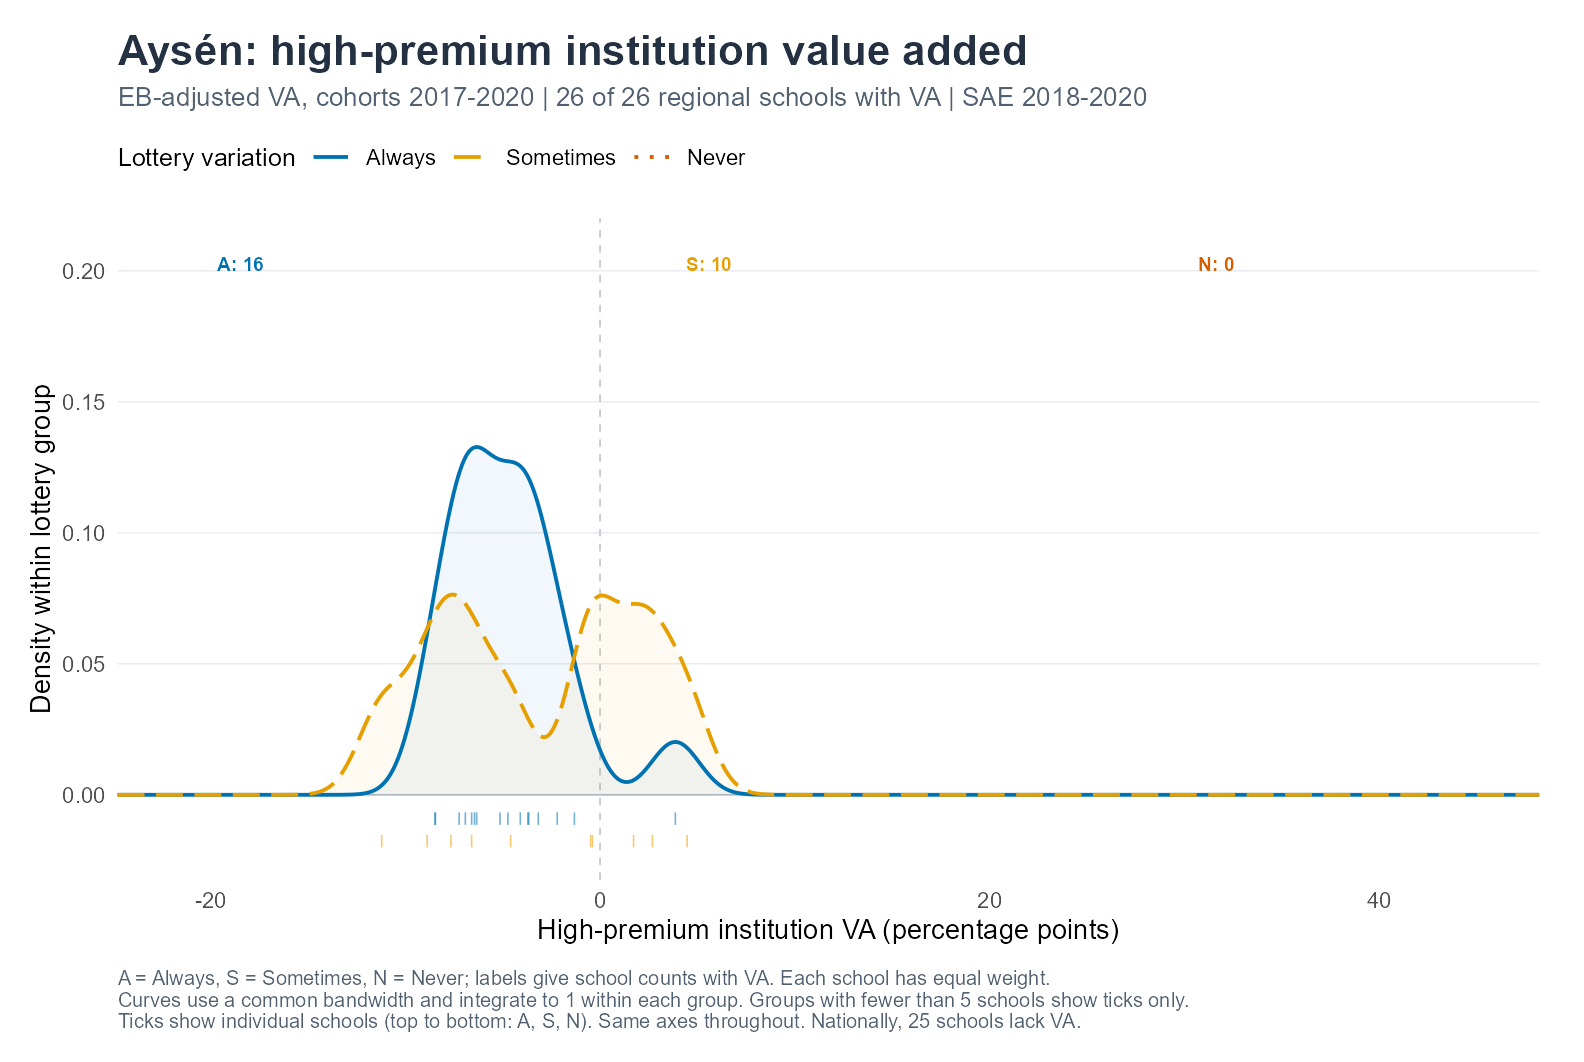 Aysén: high-premium institution value added
EB-adjusted VA, cohorts 2017-2020 | 26 of 26 regional schools with VA | SAE 2018-2020
Lottery variation Always Sometimes Never
A: 16 S: 10 N: 0
0.20
0.15
0.10
0.05
0.00
Density within lottery group
-20 0 20 40
High-premium institution VA (percentage points)
A = Always, S = Sometimes, N = Never; labels give school counts with VA. Each school has equal weight.
Curves use a common bandwidth and integrate to 1 within each group. Groups with fewer than 5 schools show ticks only.
Ticks show individual schools (top to bottom: A, S, N). Same axes throughout. Nationally, 25 schools lack VA.